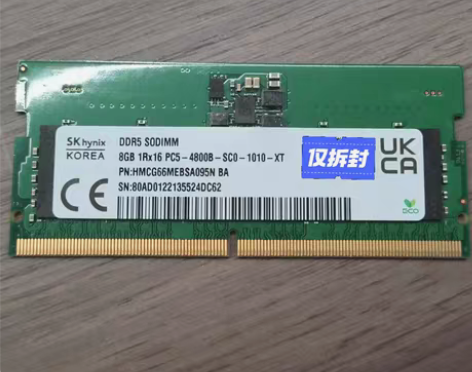 SK hynix
KOREA
DDR5 SODIMM
8GB 1Rx16 PC5-4800B-SC0-1010-XT
PN:HMCG66MEBSA095N BA
SN:80AD0122135524DC62
仅拆封
UK
CA
CE